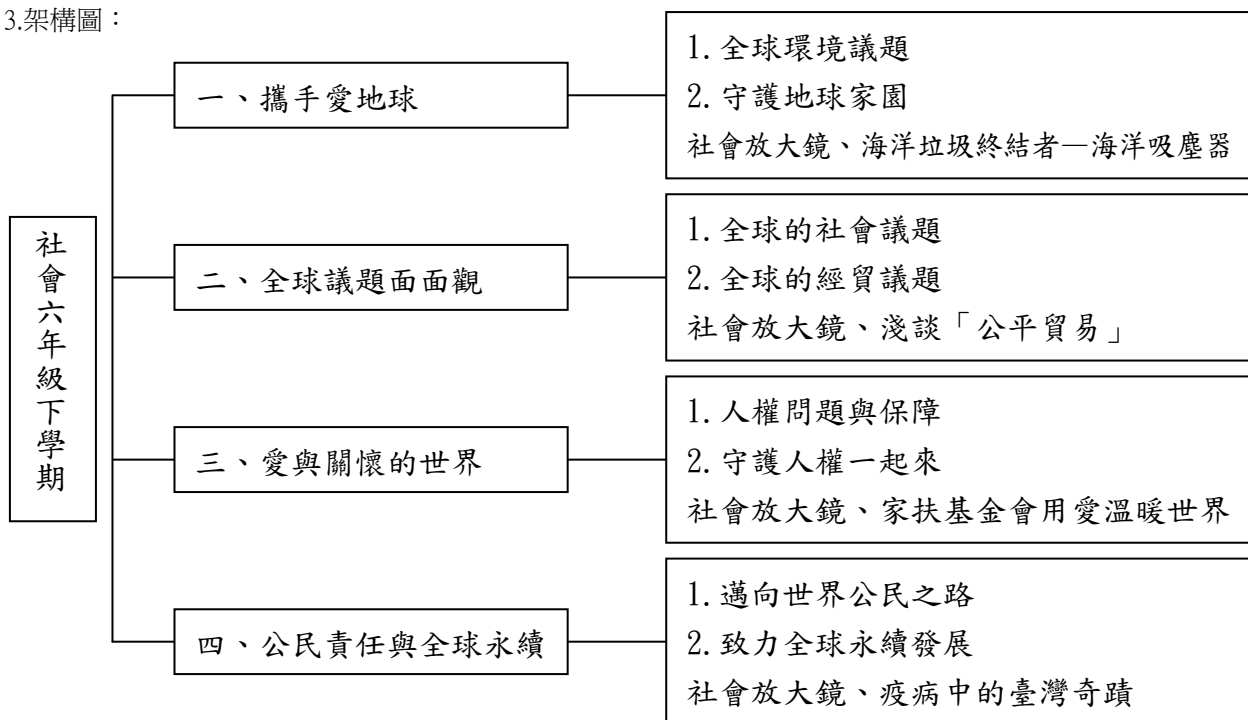 3.架構圖：
社會六年級下學期
一、攜手愛地球
1.全球環境議題
2.守護地球家園
社會放大鏡、海洋垃圾終結者—海洋吸塵器
二、全球議題面面觀
1.全球的社會議題
2.全球的經貿議題
社會放大鏡、淺談「公平貿易」
三、愛與關懷的世界
1.人權問題與保障
2.守護人權一起來
社會放大鏡、家扶基金會用愛溫暖世界
四、公民責任與全球永續
1.邁向世界公民之路
2.致力全球永續發展
社會放大鏡、疫病中的臺灣奇蹟